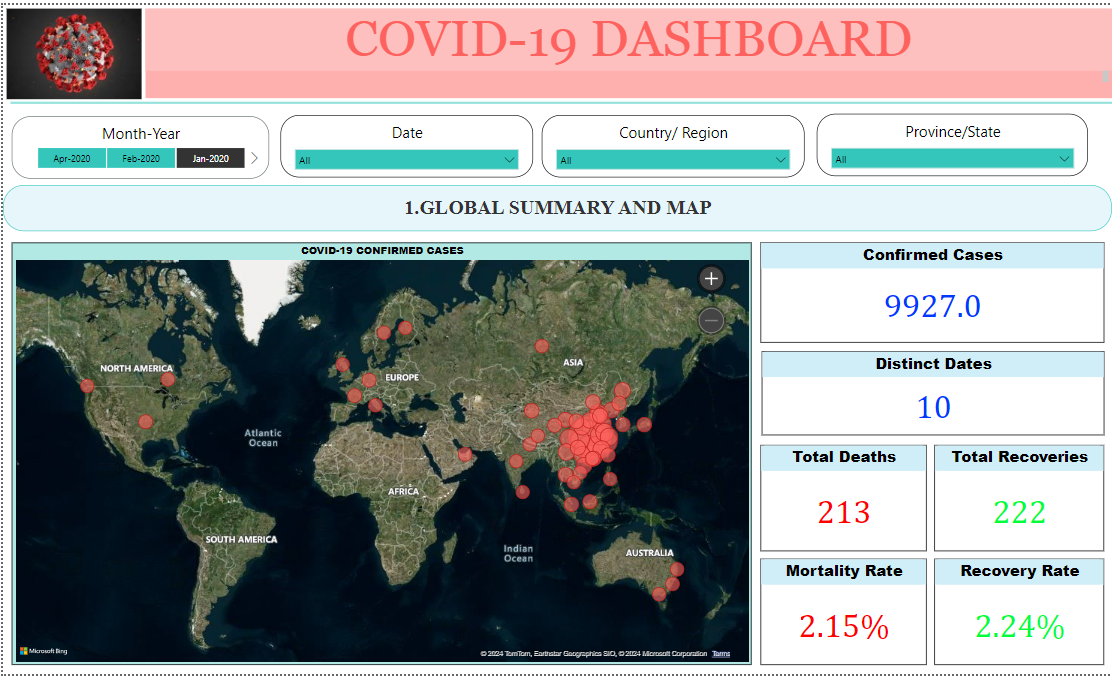 COVID-19 DASHBOARD
Month-Year
Apr-2020
Feb-2020
Jan-2020
Date
All
Country/ Region
All
Province/State
All
1.GLOBAL SUMMARY AND MAP
COVID-19 CONFIRMED CASES
NORTH AMERICA
EUROPE
ASIA
Atlantic
Ocean
AFRICA
SOUTH AMERICA
Indian
Ocean
AUSTRALIA
Microsoft Bing
© 2024 TomTom, Earthstar Geographics SIO, © 2024 Microsoft Corporation Terms
Confirmed Cases
9927.0
Distinct Dates
10
Total Deaths
213
Total Recoveries
222
Mortality Rate
2.15%
Recovery Rate
2.24%